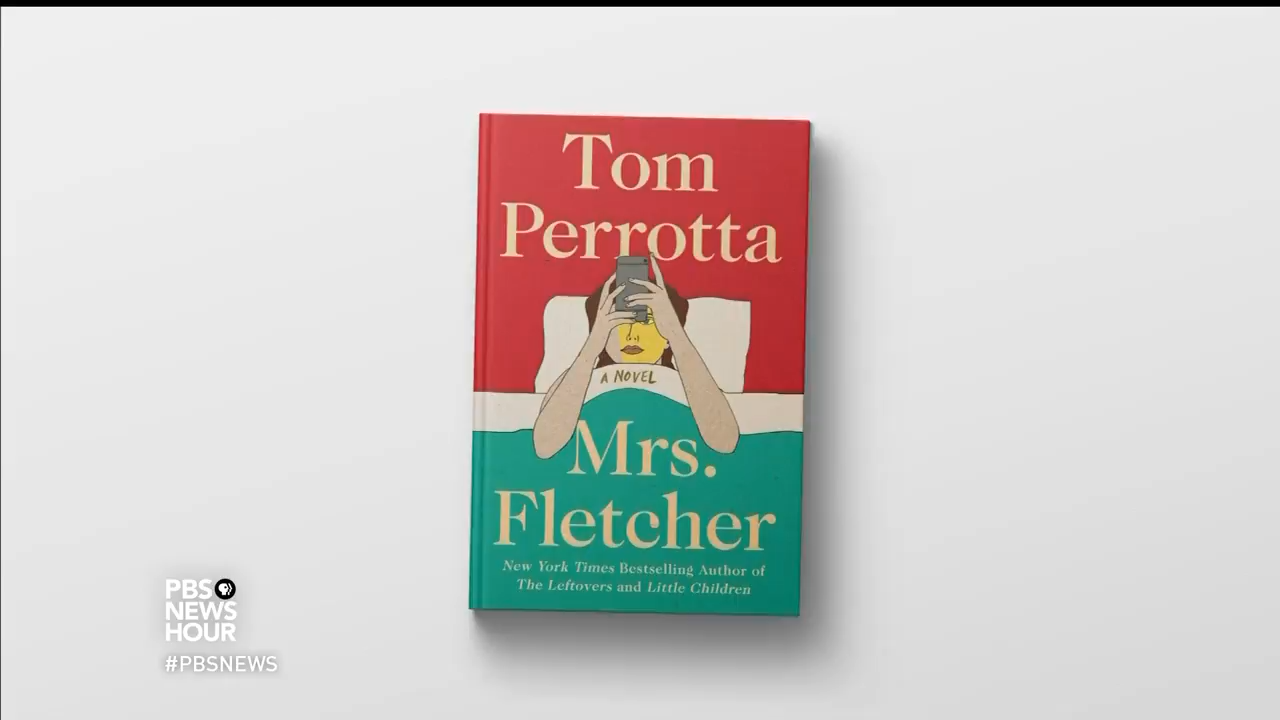 Tom
Perrotta
A NOVEL
Mrs.
Fletcher
New York Times Bestselling Author of
The Leftovers and Little Children
PBS
NEWS
HOUR
#PBSNEWS